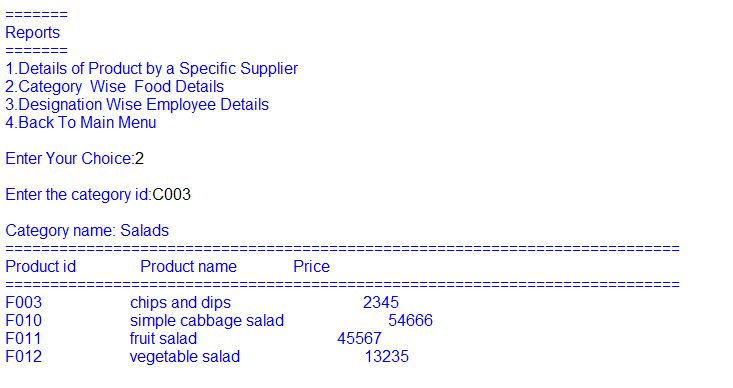 =======
Reports
=======
1.Details of Product by a Specific Supplier
2.Category  Wise  Food Details
3.Designation Wise Employee Details
4.Back To Main Menu
Enter Your Choice:2
Enter the category id:C003
Category name: Salads
===========================================================================
Product id               Product name             Price
===========================================================================
F003                    chips and dips                              2345
F010                    simple cabbage salad                        54666
F011                    fruit salad                                45567
F012                    vegetable salad                             13235